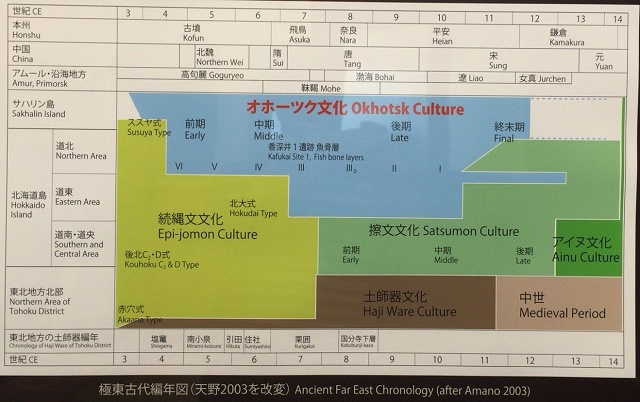 世紀 CE 3 4 5 6 7 8 9 10 11 12 13 14
本州 古墳 飛鳥 奈良 平安 鎌倉
Honshu Kofun Asuka Nara Heian Kamakura
中国 北魏 隋 唐 宋 元
China Northern Wei Sui Tang Sung Yuan
アムール・沿海地方 高句麗 Goguryeo 渤海 Bohai 遼 Liao 女真 Jurchen
Amur, Primorsk 靺鞨 Mohe
サハリン島
Sakhalin Island
オホーツク文化 Okhotsk Culture
ススヤ式 前期 中期 後期 終末期
Susuya Type Early Middle Late Final
香深井1遺跡 魚骨層
Kafukai Site 1, Fish bone layers
VI V IV III III₀ II I
北海道島
Hokkaido
Island
道北
Northern Area
道東
Eastern Area
道南・道央
Southern and
Central Area
北大式
Hokudai Type
続縄文文化
Epi-jomon Culture
後北C₂・D式
Kouhoku C₂ & D Type
擦文文化 Satsumon Culture
前期 中期 後期
Early Middle Late
アイヌ文化
Ainu Culture
東北地方北部
Northern Area of
Tohoku District
赤穴式
Akaana Type
土師器文化
Haji Ware Culture
中世
Medieval Period
東北地方の土師器編年 塩竈 南小泉 引田 住社 栗囲 国分寺下層
Chronology of Haji Ware of Tohoku District Shiogama Minami-koizumi Hikita Sumiyashiro Kurigakoi Kokubunji-kaso
世紀 CE 3 4 5 6 7 8 9 10 11 12 13 14
極東古代編年図(天野2003を改変) Ancient Far East Chronology (after Amano 2003)